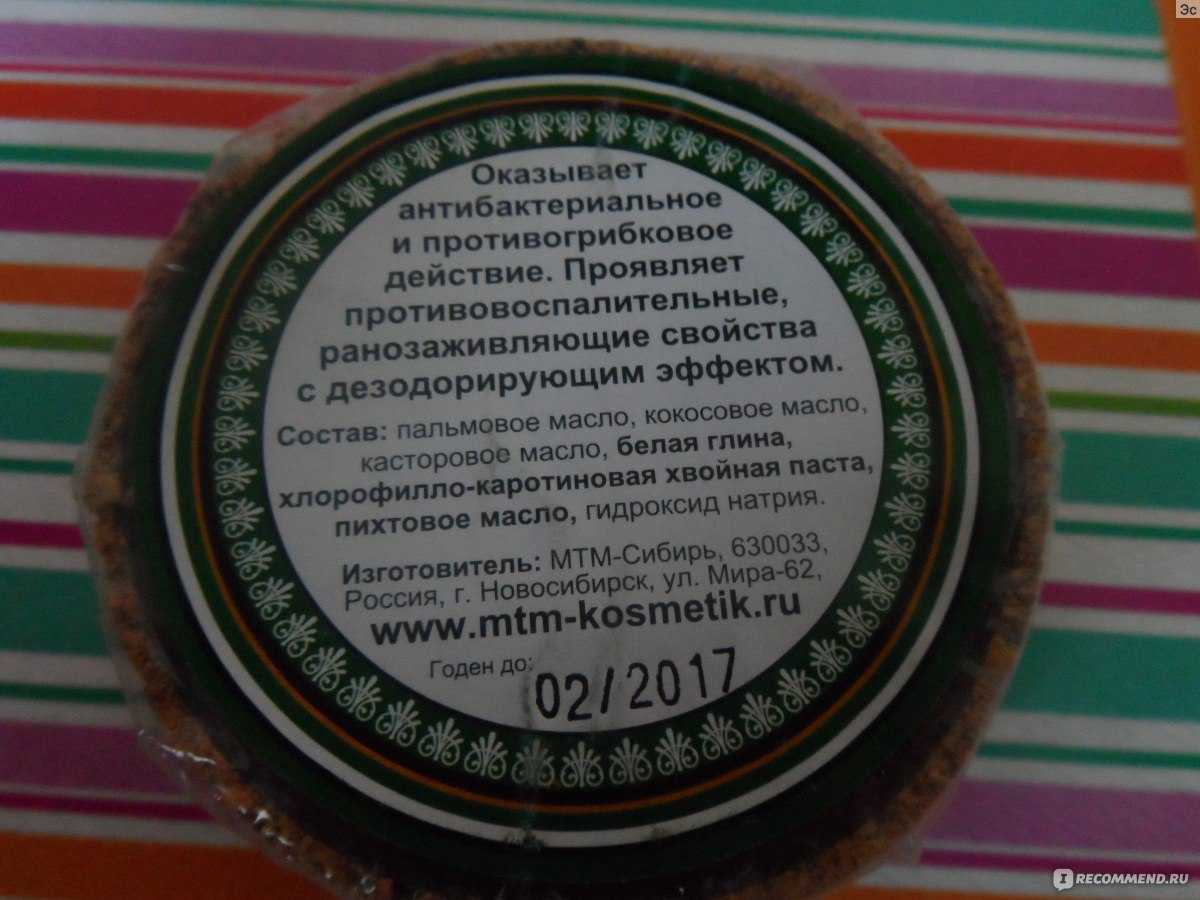 Эс
Оказывает
антибактериальное
и противогрибковое
действие. Проявляет
противовоспалительные,
ранозаживляющие свойства
с дезодорирующим эффектом.
Состав: пальмовое масло, кокосовое масло,
касторовое масло, белая глина,
хлорофилло-каротиновая хвойная паста,
пихтовое масло, гидроксид натрия.
Изготовитель: МТМ-Сибирь, 630033,
Россия, г. Новосибирск, ул. Мира-62,
www.mtm-kosmetik.ru
Годен до: 02/2017
IRECOMMEND.RU